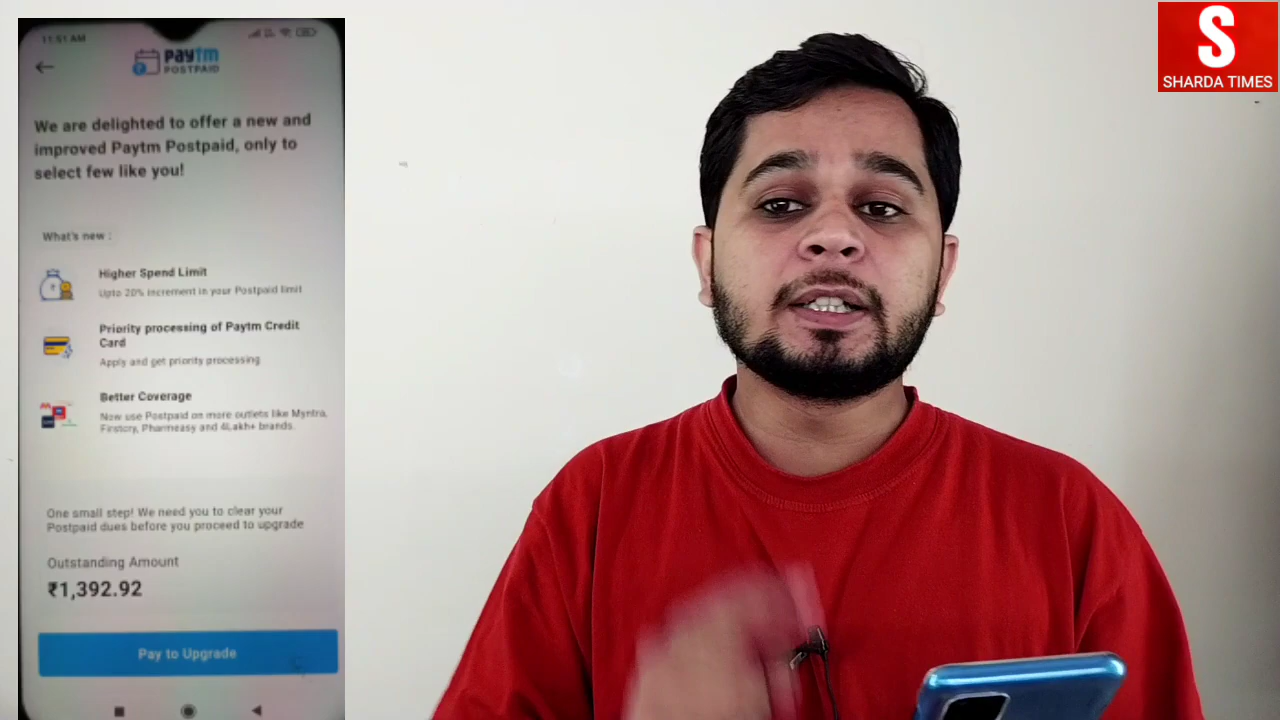 11:51 AM
paytm
POSTPAID
We are delighted to offer a new and
improved Paytm Postpaid, only to
select few like you!
What's new :
Higher Spend Limit
Upto 20% increment in your Postpaid limit
Priority processing of Paytm Credit
Card
Apply and get priority processing
Better Coverage
Now use Postpaid on more outlets like Myntra,
Firstcry, Pharmeasy and 4Lakh+ brands.
One small step! We need you to clear your
Postpaid dues before you proceed to upgrade
Outstanding Amount
₹1,392.92
Pay to Upgrade
S
SHARDA TIMES